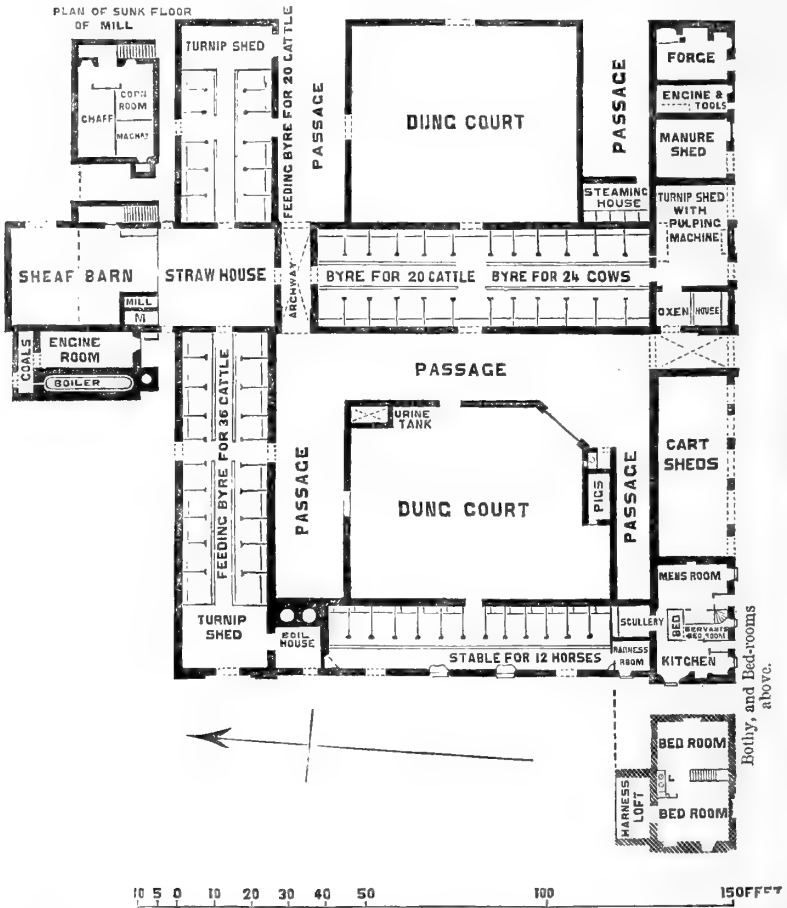 PLAN OF SUNK FLOOR
OF MILL
CORN
ROOM
CHAFF
TURNIP SHED
FEEDING BYRE FOR 20 CATTLE
PASSAGE
DUNG COURT
PASSAGE
STEAMING
HOUSE
FORGE
ENGINE &
TOOLS
MANURE
SHED
TURNIP SHED
WITH
PULPING
MACHINE
SHEAF BARN
STRAW HOUSE
MILL
M
ARCHWAY
BYRE FOR 20 CATTLE
BYRE FOR 24 COWS
OXEN
HOUSE
COALS
ENGINE
ROOM
BOILER
FEEDING BYRE FOR 36 CATTLE
PASSAGE
PASSAGE
URINE
TANK
DUNG COURT
PIGS
PASSAGE
CART
SHEDS
TURNIP
SHED
BOIL
HOUSE
STABLE FOR 12 HORSES
SCULLERY
HARNESS
ROOM
MENS ROOM
BED
SERVANTS
BED ROOM
KITCHEN
Bothy, and Bed-rooms
above.
HARNESS
LOFT
BED ROOM
BED ROOM
10 5 0 10 20 30 40 50 100 150 FEET